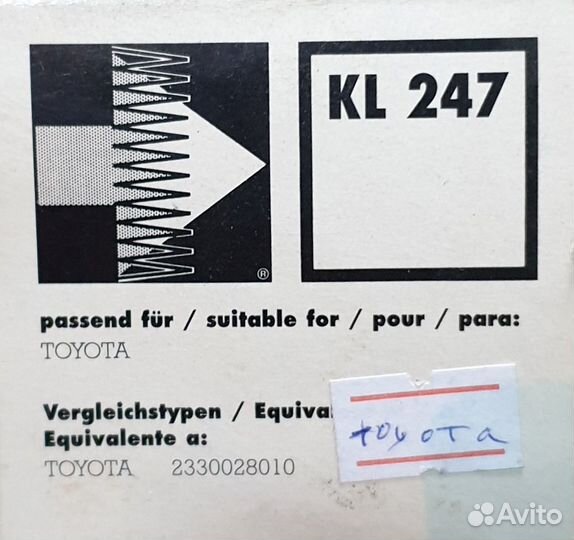 KL 247
®
passend für / suitable for / pour / para:
TOYOTA
Vergleichstypen / Equiva
Equivalente a:
TOYOTA 2330028010
toyoTa
Avito